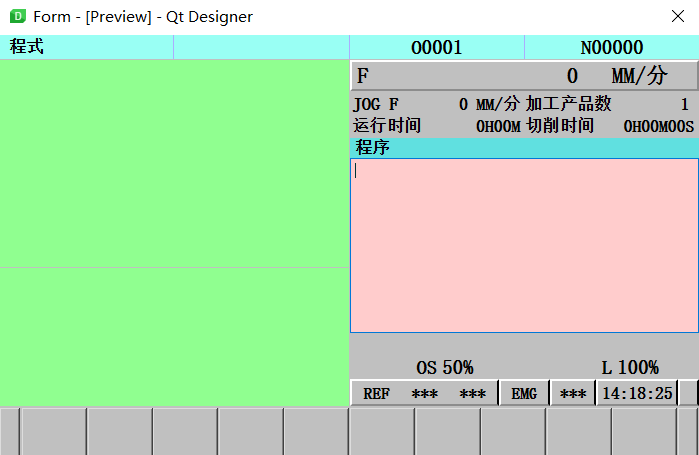 Form - [Preview] - Qt Designer
程式 O0001 N00000
F 0 MM/分
JOG F 0 MM/分 加工产品数 1
运行时间 0H00M 切削时间 0H00M00S
程序
OS 50% L 100%
REF *** *** EMG *** 14:18:25